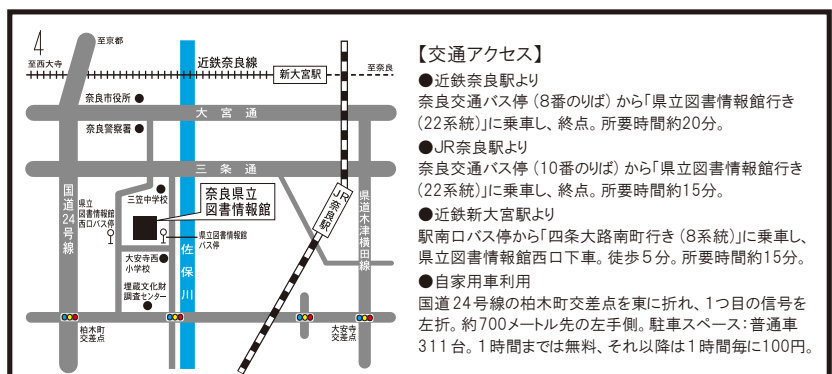 4
至京都
至西大寺
近鉄奈良線
新大宮駅
至奈良
奈良市役所
大宮通
奈良警察署
三条通
国道24号線
県立
図書情報館
西口バス停
三笠中学校
奈良県立
図書情報館
県立図書情報館
バス停
JR奈良駅
県道木津横田線
大安寺西
小学校
佐保川
埋蔵文化財
調査センター
柏木町
交差点
大安寺
交差点
【交通アクセス】
●近鉄奈良駅より
奈良交通バス停(8番のりば)から「県立図書情報館行き
(22系統)」に乗車し、終点。所要時間約20分。
●JR奈良駅より
奈良交通バス停(10番のりば)から「県立図書情報館行き
(22系統)」に乗車し、終点。所要時間約15分。
●近鉄新大宮駅より
駅南口バス停から「四条大路南町行き(8系統)」に乗車し、
県立図書情報館西口下車。徒歩5分。所要時間約15分。
●自家用車利用
国道24号線の柏木町交差点を東に折れ、1つ目の信号を
左折。約700メートル先の左手側。駐車スペース:普通車
311台。1時間までは無料、それ以降は1時間毎に100円。